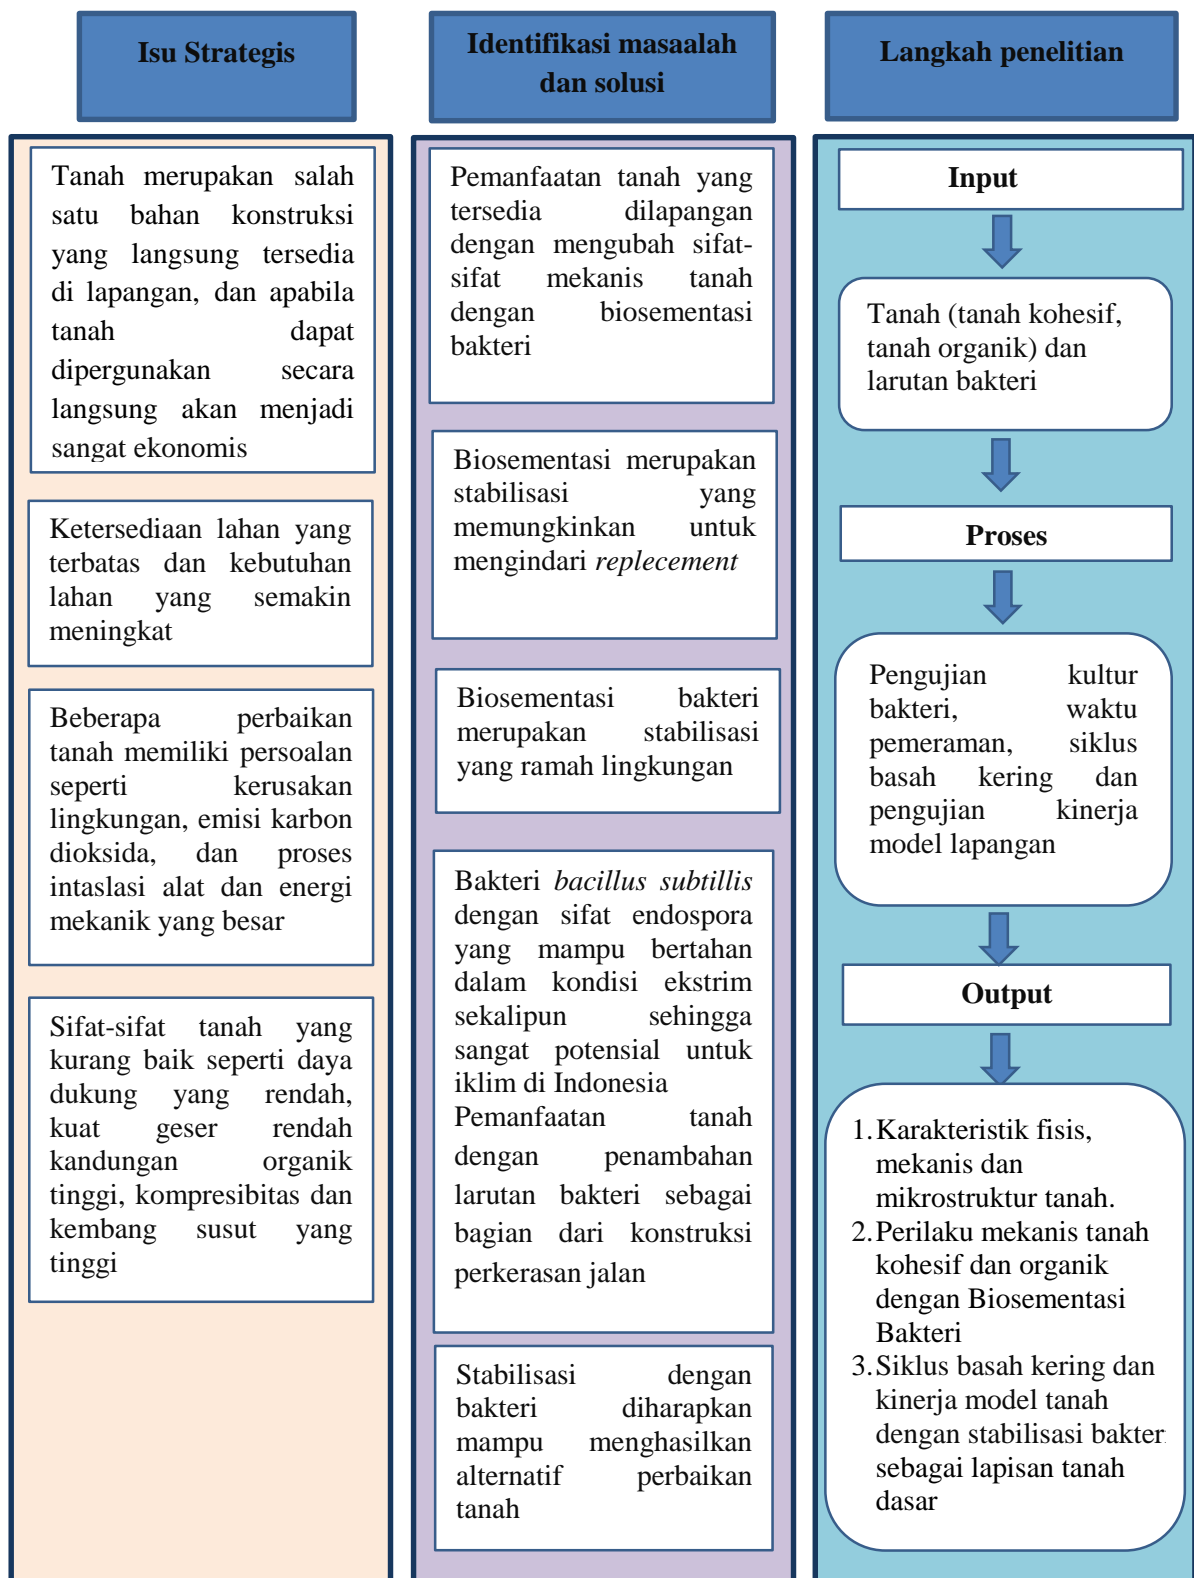 Isu Strategis
Tanah merupakan salah
satu bahan konstruksi
yang langsung tersedia
di lapangan, dan apabila
tanah dapat
dipergunakan secara
langsung akan menjadi
sangat ekonomis
Ketersediaan lahan yang
terbatas dan kebutuhan
lahan yang semakin
meningkat
Beberapa perbaikan
tanah memiliki persoalan
seperti kerusakan
lingkungan, emisi karbon
dioksida, dan proses
intaslasi alat dan energi
mekanik yang besar
Sifat-sifat tanah yang
kurang baik seperti daya
dukung yang rendah,
kuat geser rendah
kandungan organik
tinggi, kompresibitas dan
kembang susut yang
tinggi
Identifikasi masaalah
dan solusi
Pemanfaatan tanah yang
tersedia dilapangan
dengan mengubah sifat-
sifat mekanis tanah
dengan biosementasi
bakteri
Biosementasi merupakan
stabilisasi yang
memungkinkan untuk
mengindari replecement
Biosementasi bakteri
merupakan stabilisasi
yang ramah lingkungan
Bakteri bacillus subtillis
dengan sifat endospora
yang mampu bertahan
dalam kondisi ekstrim
sekalipun sehingga
sangat potensial untuk
iklim di Indonesia
Pemanfaatan tanah
dengan penambahan
larutan bakteri sebagai
bagian dari konstruksi
perkerasan jalan
Stabilisasi dengan
bakteri diharapkan
mampu menghasilkan
alternatif perbaikan
tanah
Langkah penelitian
Input
Tanah (tanah kohesif,
tanah organik) dan
larutan bakteri
Proses
Pengujian kultur
bakteri, waktu
pemeraman, siklus
basah kering dan
pengujian kinerja
model lapangan
Output
1. Karakteristik fisis,
mekanis dan
mikrostruktur tanah.
2. Perilaku mekanis tanah
kohesif dan organik
dengan Biosementasi
Bakteri
3. Siklus basah kering dan
kinerja model tanah
dengan stabilisasi bakteri
sebagai lapisan tanah
dasar